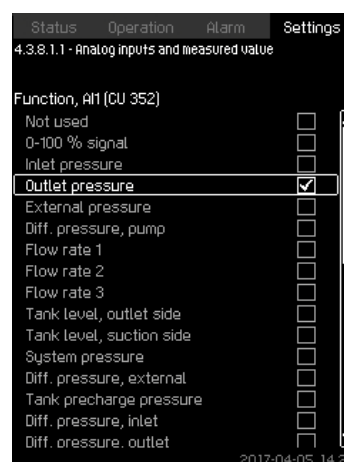 Status Operation Alarm Settings
4.3.8.1.1 - Analog inputs and measured value
Function, AI1 (CU 352)
Not used
0-100 % signal
Inlet pressure
Outlet pressure
External pressure
Diff. pressure, pump
Flow rate 1
Flow rate 2
Flow rate 3
Tank level, outlet side
Tank level, suction side
System pressure
Diff. pressure, external
Tank precharge pressure
Diff. pressure, inlet
Diff. pressure, outlet
2017-04-05